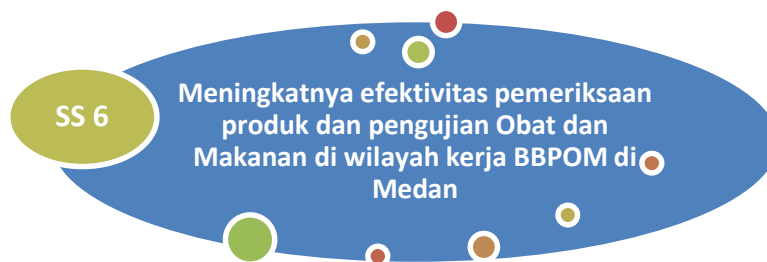 SS 6
Meningkatnya efektivitas pemeriksaan
produk dan pengujian Obat dan
Makanan di wilayah kerja BBPOM di
Medan